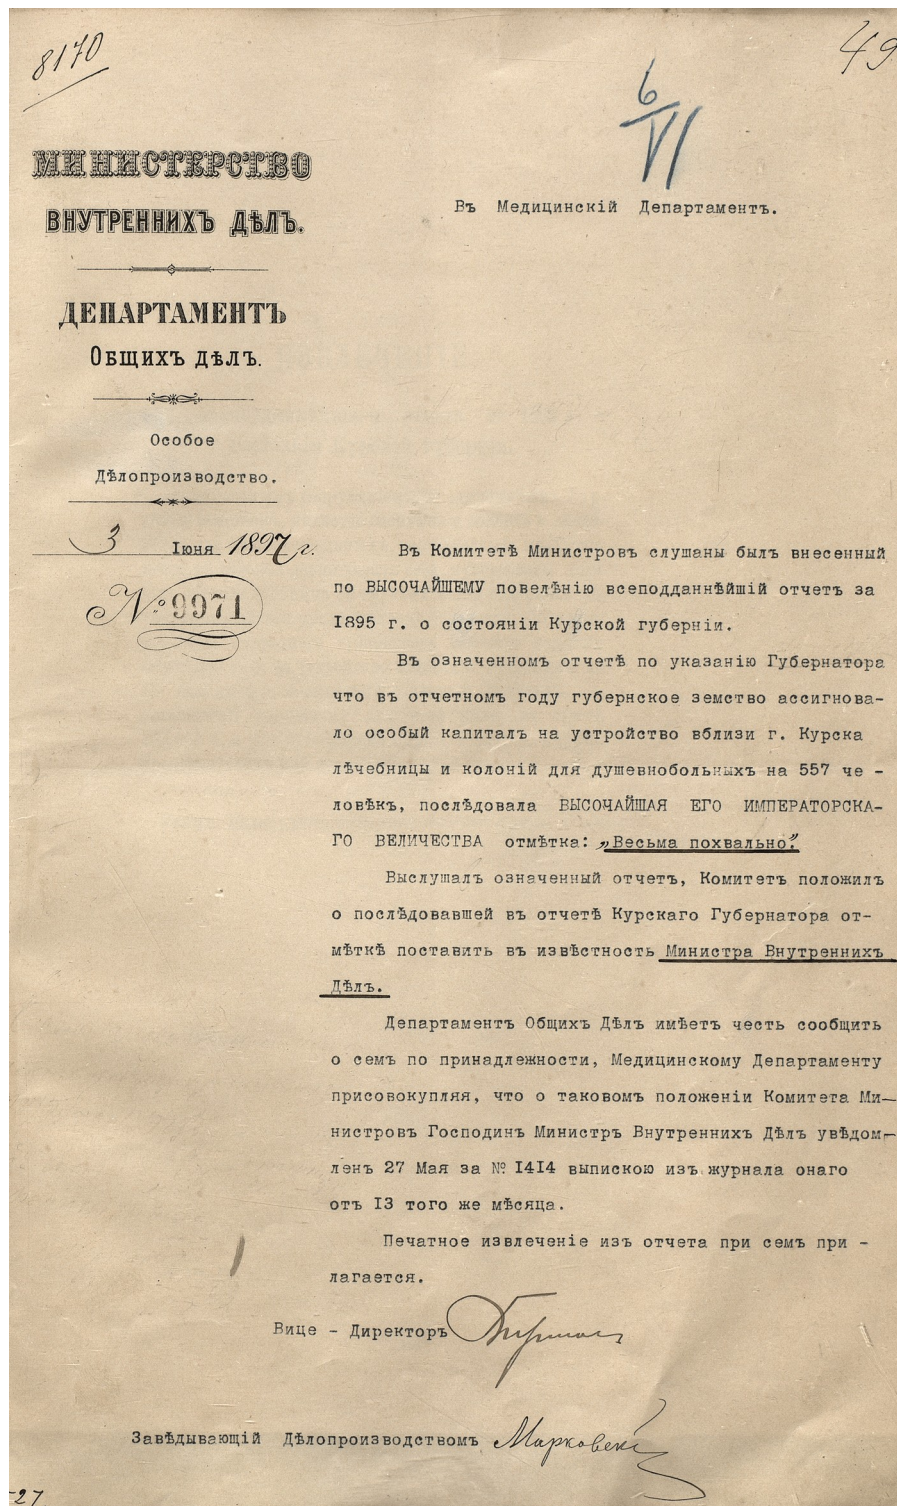 8170
49
6/VI
МИНИСТЕРСТВО
ВНУТРЕННИХЪ ДѢЛЪ.
ДЕПАРТАМЕНТЪ
ОБЩИХЪ ДѢЛЪ.
Особое
Дѣлопроизводство.
3 Iюня 1897 г.
№ 9971
Въ Медицинскій Департаментъ.
Въ Комитетѣ Министровъ слушаны былъ внесенный
по ВЫСОЧАЙШЕМУ повелѣнію всеподданнѣйшій отчетъ за
I895 г. о состояніи Курской губерніи.
Въ означенномъ отчетѣ по указанію Губернатора
что въ отчетномъ году губернское земство ассигнова-
ло особый капиталъ на устройство вблизи г. Курска
лѣчебницы и колоній для душевнобольныхъ на 557 че -
ловѣкъ, послѣдовала ВЫСОЧАЙШАЯ ЕГО ИМПЕРАТОРСКА-
ГО ВЕЛИЧЕСТВА отмѣтка: „Весьма похвально".
Выслушалъ означенный отчетъ, Комитетъ положилъ
о послѣдовавшей въ отчетѣ Курскаго Губернатора от-
мѣткѣ поставить въ извѣстность Министра Внутреннихъ
Дѣлъ.
Департаментъ Общихъ Дѣлъ имѣетъ честь сообщить
о семъ по принадлежности, Медицинскому Департаменту
присовокупляя, что о таковомъ положеніи Комитета Ми-
нистровъ Господинъ Министръ Внутреннихъ Дѣлъ увѣдом-
ленъ 27 Мая за № I4I4 выпискою изъ журнала онаго
отъ I3 того же мѣсяца.
Печатное извлеченіе изъ отчета при семъ при -
лагается.
Вице - Директоръ
Завѣдывающій Дѣлопроизводствомъ Марковскі
-27